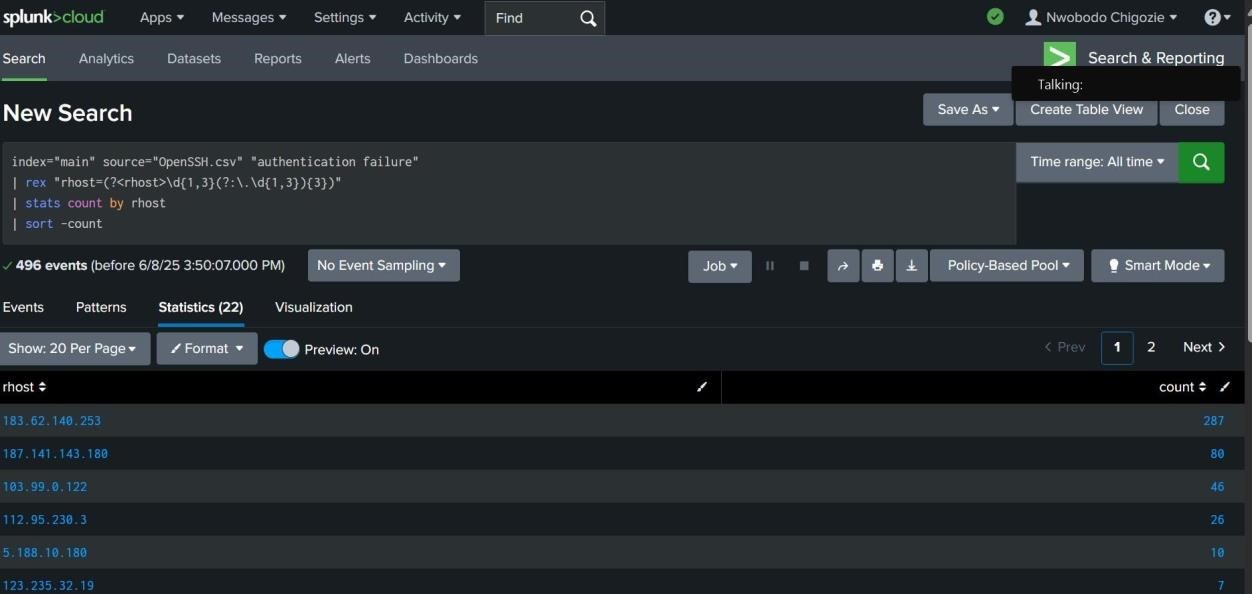 splunk>cloud Apps Messages Settings Activity Find Nwobodo Chigozie ?
Search Analytics Datasets Reports Alerts Dashboards Search & Reporting
Talking:
New Search Save As Create Table View Close
index="main" source="OpenSSH.csv" "authentication failure"
| rex "rhost=(?<rhost>\d{1,3}(?:\.\d{1,3}){3})"
| stats count by rhost
| sort -count
Time range: All time
496 events (before 6/8/25 3:50:07.000 PM) No Event Sampling Job Policy-Based Pool Smart Mode
Events Patterns Statistics (22) Visualization
Show: 20 Per Page Format Preview: On < Prev 1 2 Next >
rhost count
183.62.140.253 287
187.141.143.180 80
103.99.0.122 46
112.95.230.3 26
5.188.10.180 10
123.235.32.19 7